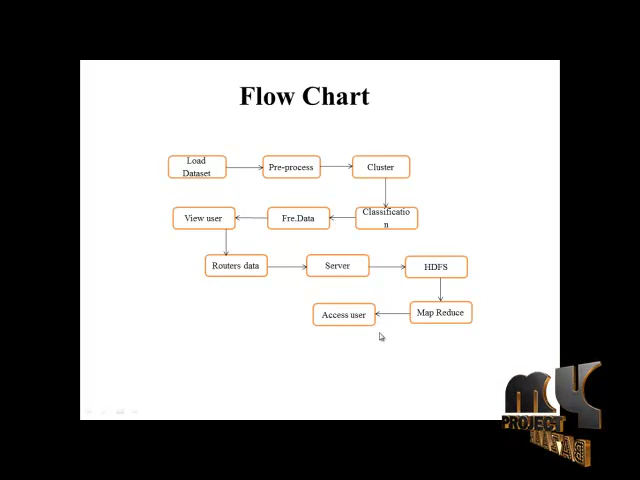 Flow Chart
Load
Dataset
Pre-process
Cluster
Classificatio
n
Fre.Data
View user
Routers data
Server
HDFS
Map Reduce
Access user
PROJECT